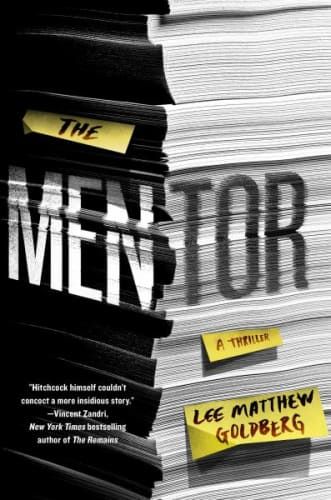 THE
MENTOR
A THRILLER
"Hitchcock himself couldn't
concoct a more insidious story."
—Vincent Zandri,
New York Times bestselling
author of The Remains
LEE MATTHEW
GOLDBERG